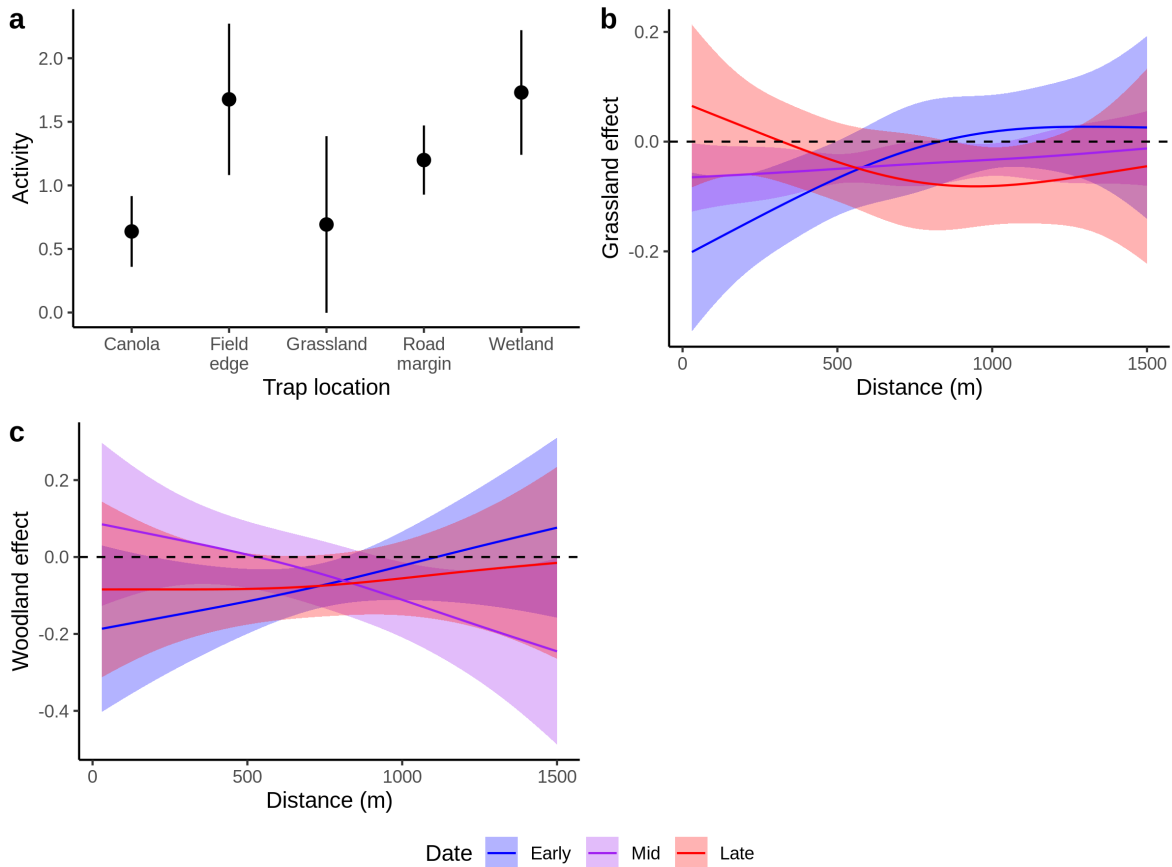 a
Activity
2.0
1.5
1.0
0.5
0.0
Canola
Field
edge
Grassland
Road
margin
Wetland
Trap location
b
Grassland effect
0.2
0.0
-0.2
0
500
1000
1500
Distance (m)
c
Woodland effect
0.2
0.0
-0.2
-0.4
0
500
1000
1500
Distance (m)
Date
Early
Mid
Late